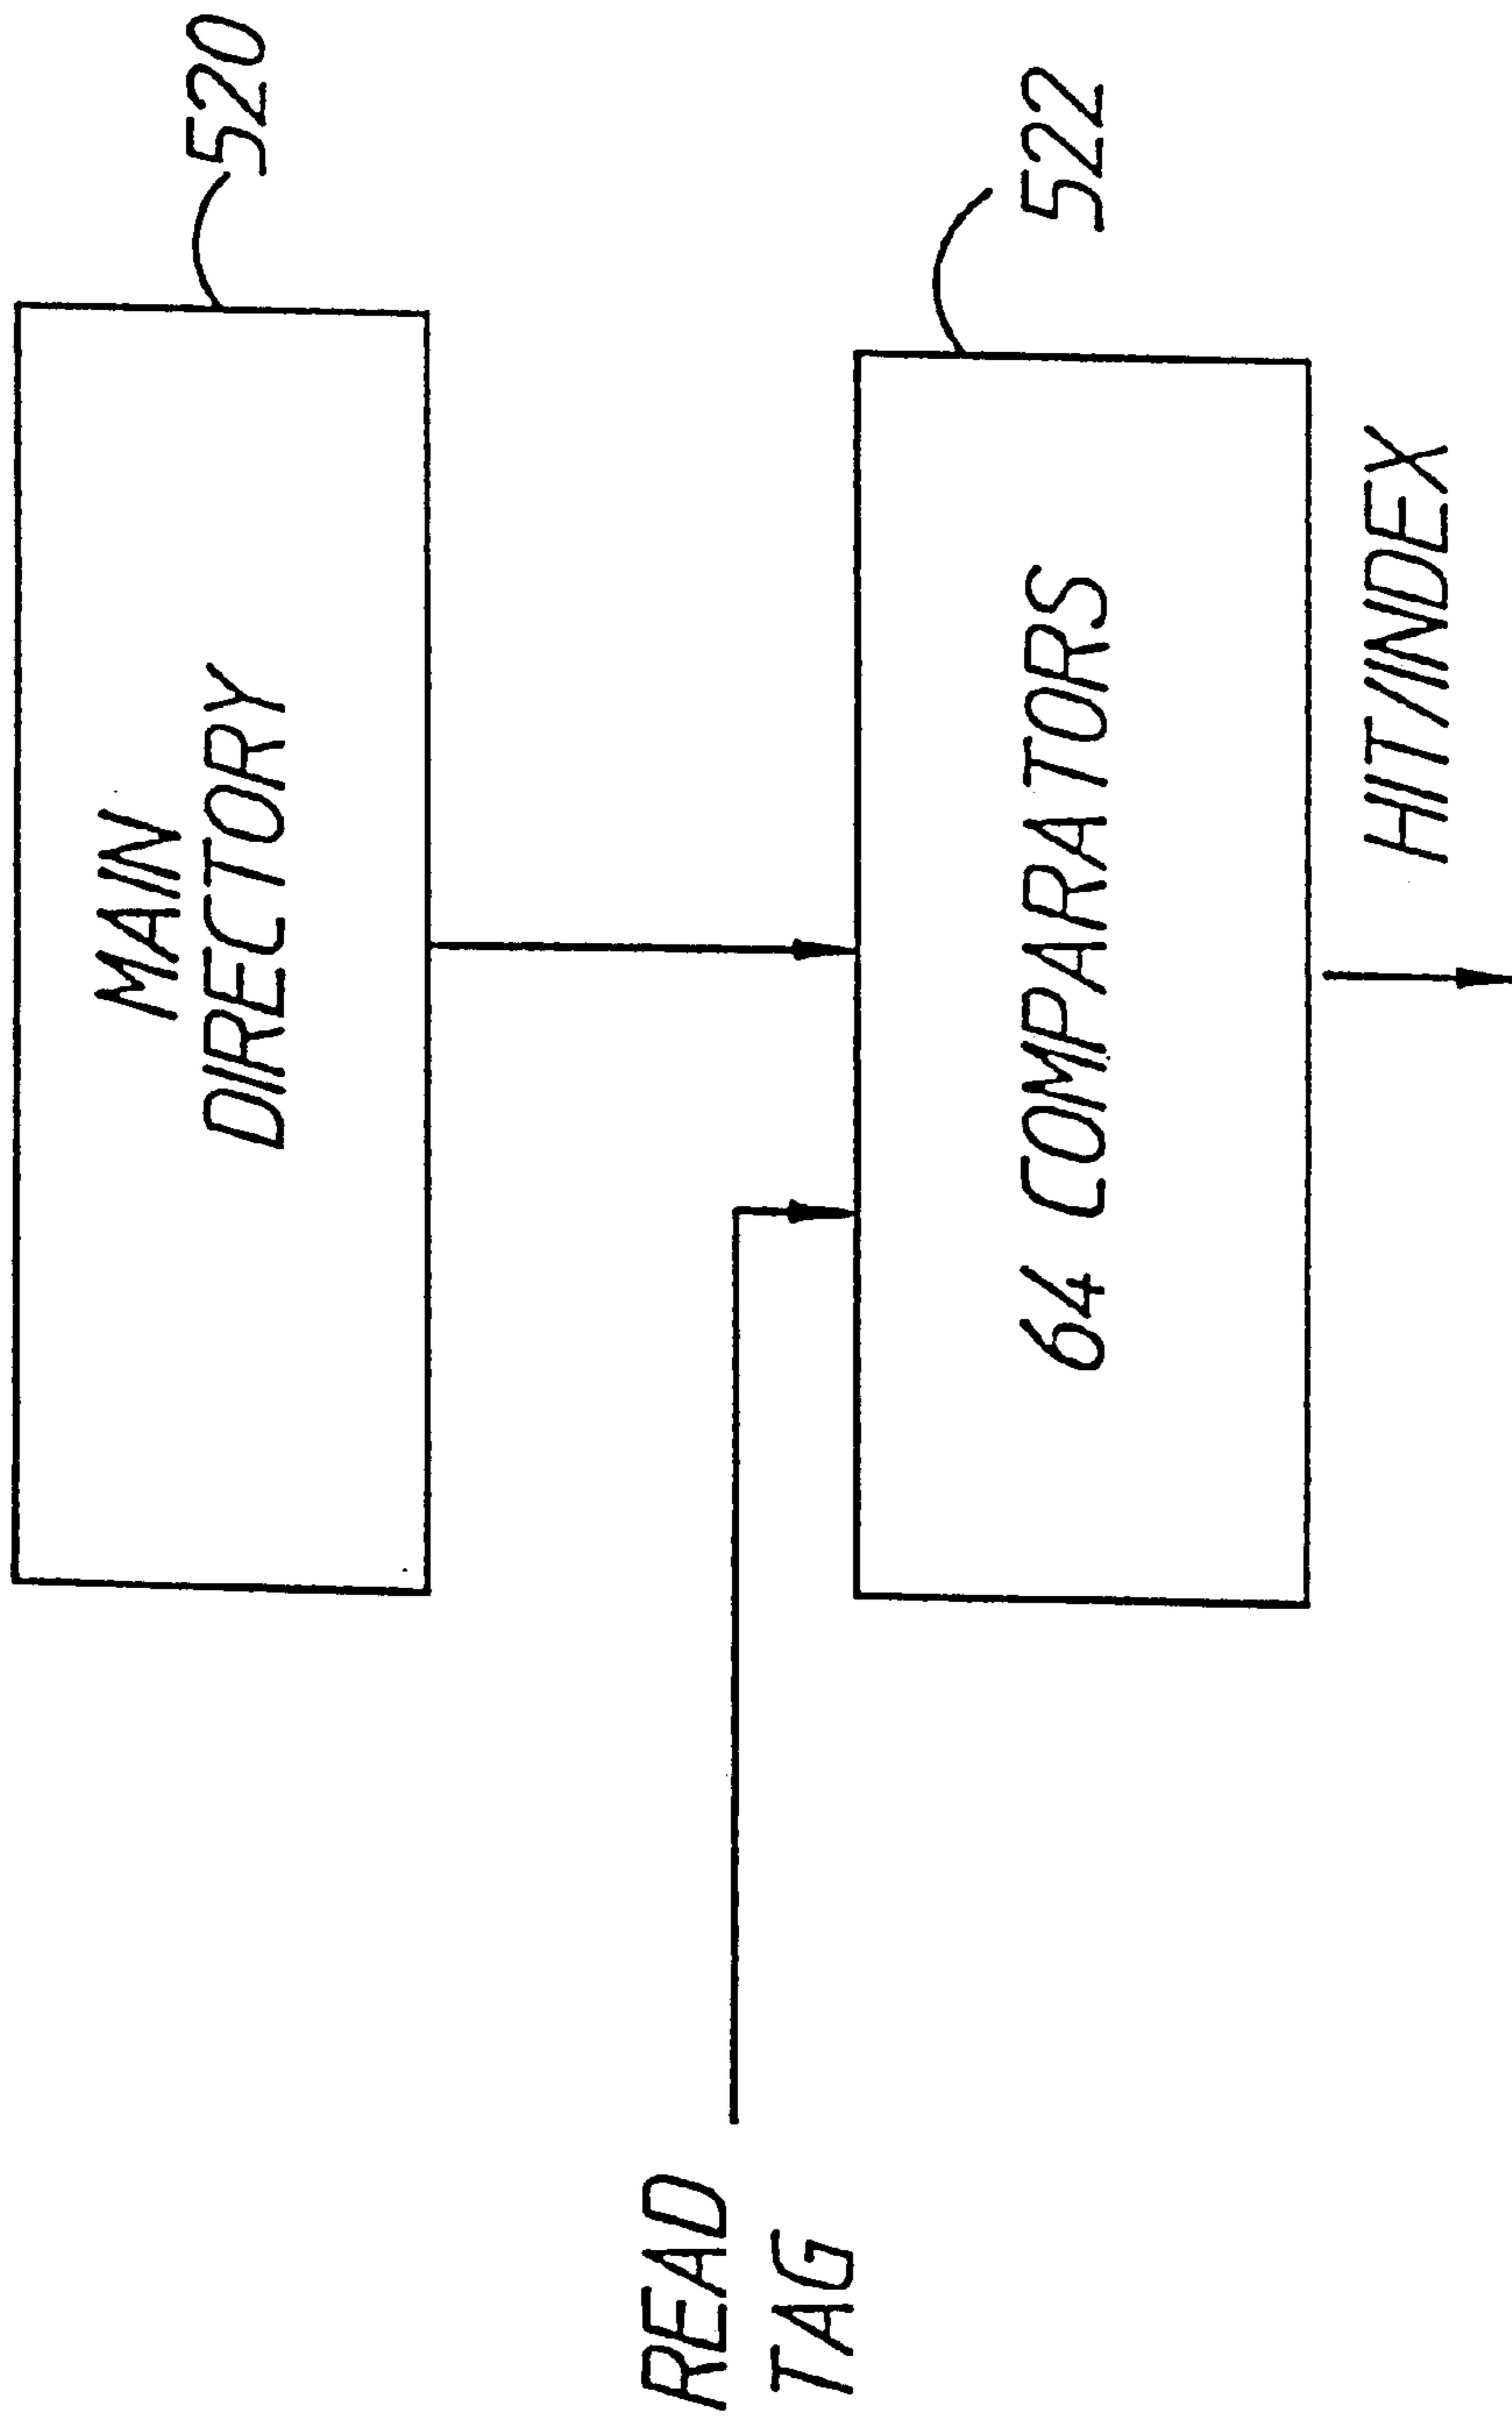 MAIN
DIRECTORY
520
READ
TAG
64 COMPARATORS
522
HIT/INDEX